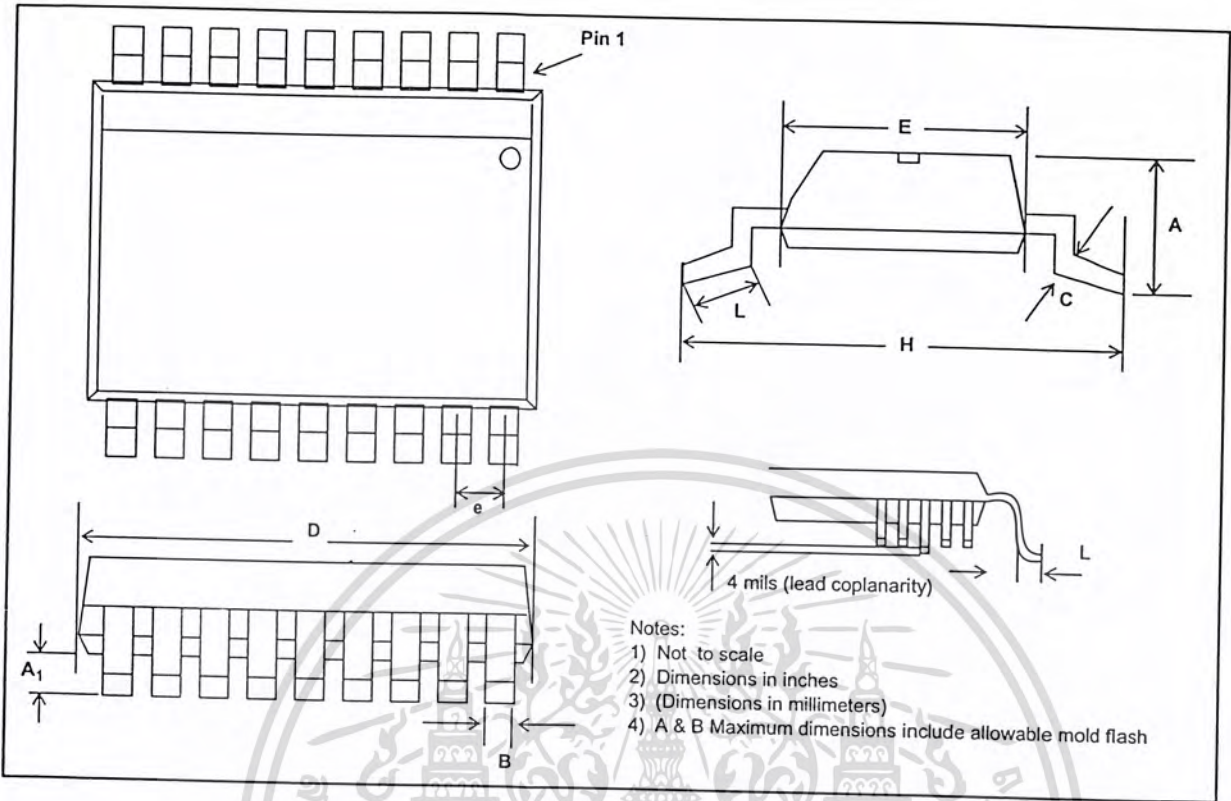 Pin 1
E
A
L
C
H
e
D
4 mils (lead coplanarity)
L
A1
B
Notes:
1) Not to scale
2) Dimensions in inches
3) (Dimensions in millimeters)
4) A & B Maximum dimensions include allowable mold flash